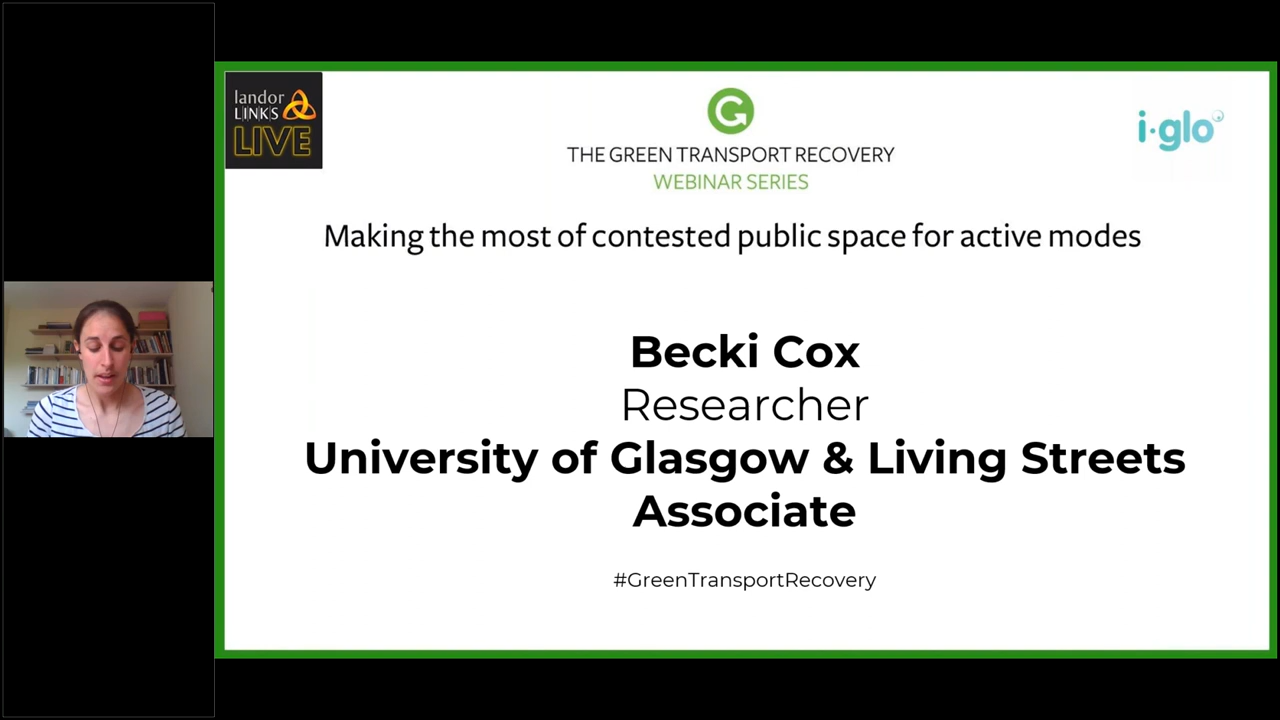 landor
LINKS
LIVE
THE GREEN TRANSPORT RECOVERY
WEBINAR SERIES
i·glo
Making the most of contested public space for active modes
Becki Cox
Researcher
University of Glasgow & Living Streets
Associate
#GreenTransportRecovery